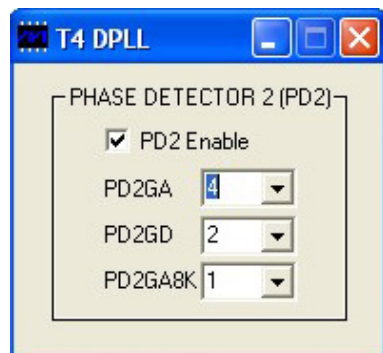 T4 DPLL
PHASE DETECTOR 2 (PD2)
PD2 Enable
PD2GA 4
PD2GD 2
PD2GA8K 1